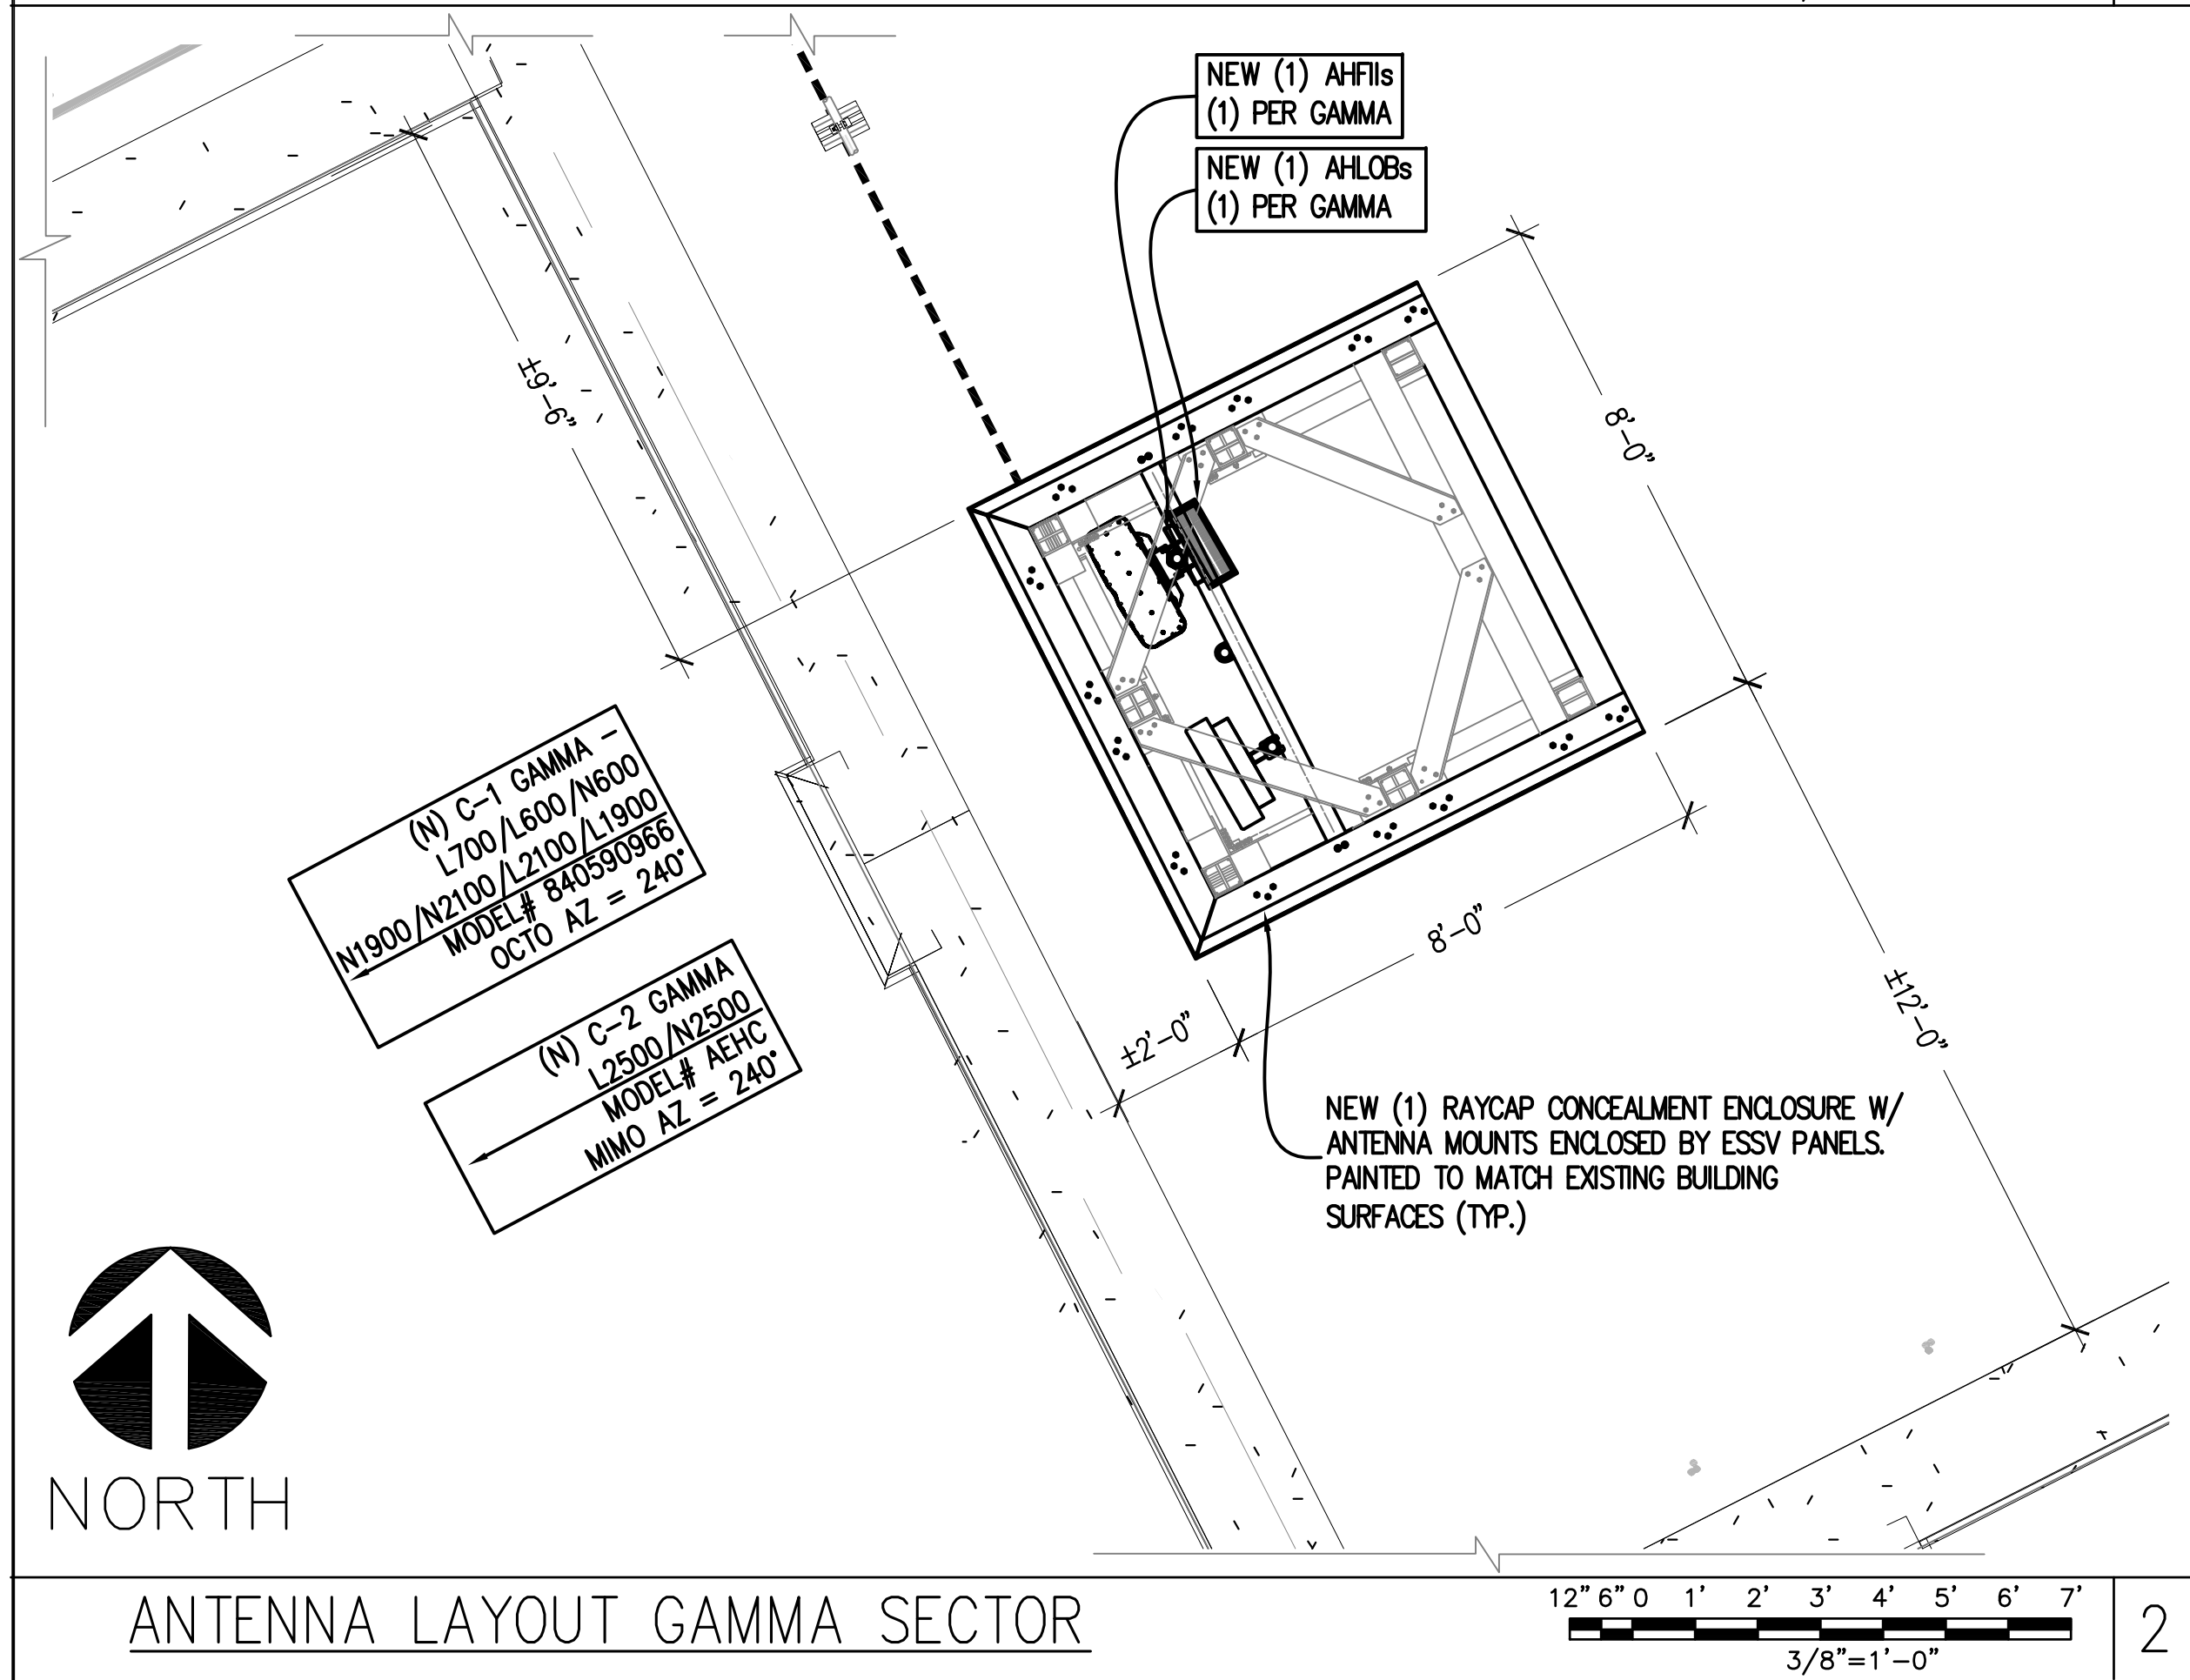 NEW (1) AHFIIs
(1) PER GAMMA
NEW (1) AHLOBs
(1) PER GAMMA
±9'-6"
8'-0"
(N) C-1 GAMMA -
L700/L600/N600
N1900/N2100/L2100/L1900
MODEL# 840590966
OCTO AZ = 240°
8'-0"
(N) C-2 GAMMA
L2500/N2500
MODEL# AEHC
MIMO AZ = 240°
±2'-0"
±12'-0"
NEW (1) RAYCAP CONCEALMENT ENCLOSURE W/
ANTENNA MOUNTS ENCLOSED BY ESSV PANELS.
PAINTED TO MATCH EXISTING BUILDING
SURFACES (TYP.)
NORTH
ANTENNA LAYOUT GAMMA SECTOR
12" 6" 0 1' 2' 3' 4' 5' 6' 7'
3/8"=1'-0"
2